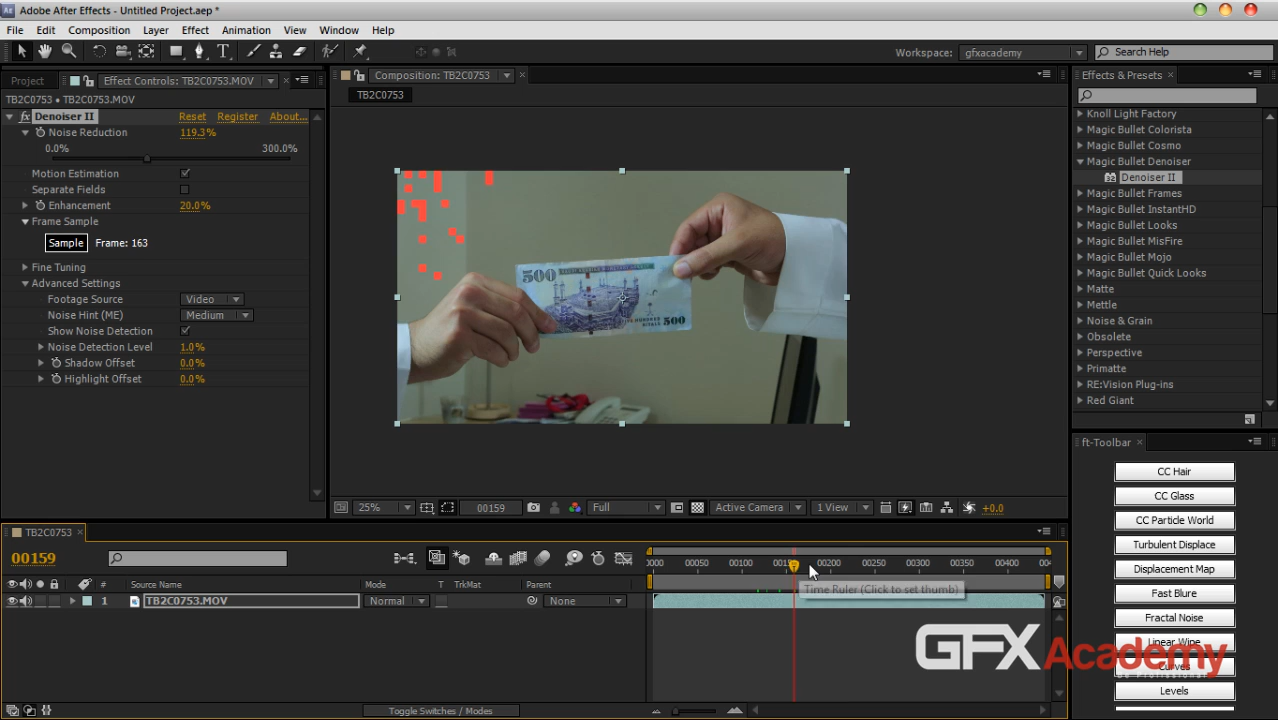 Adobe After Effects - Untitled Project.aep *
File Edit Composition Layer Effect Animation View Window Help
Workspace: gfxacademy Search Help
Project Effect Controls: TB2C0753.MOV
TB2C0753 • TB2C0753.MOV
fx Denoiser II Reset Register About...
Noise Reduction 119.3%
0.0% 300.0%
Motion Estimation
Separate Fields
Enhancement 20.0%
Frame Sample
Sample Frame: 163
Fine Tuning
Advanced Settings
Footage Source Video
Noise Hint (ME) Medium
Show Noise Detection
Noise Detection Level 1.0%
Shadow Offset 0.0%
Highlight Offset 0.0%
Composition: TB2C0753
TB2C0753
500
500
25% 00159 Full Active Camera 1 View +0.0
Effects & Presets
Knoll Light Factory
Magic Bullet Colorista
Magic Bullet Cosmo
Magic Bullet Denoiser
32 Denoiser II
Magic Bullet Frames
Magic Bullet InstantHD
Magic Bullet Looks
Magic Bullet MisFire
Magic Bullet Mojo
Magic Bullet Quick Looks
Matte
Mettle
Noise & Grain
Obsolete
Perspective
Primatte
RE:Vision Plug-ins
Red Giant
ft-Toolbar
CC Hair
CC Glass
CC Particle World
Turbulent Displace
Displacement Map
Fast Blure
Fractal Noise
Linear Wipe
Curves
Levels
TB2C0753
00159
0000 00050 00100 0015 00200 00250 00300 00350 004
# Source Name Mode T TrkMat Parent
1 TB2C0753.MOV Normal None
Time Ruler (Click to set thumb)
Toggle Switches / Modes
GFXAcademy